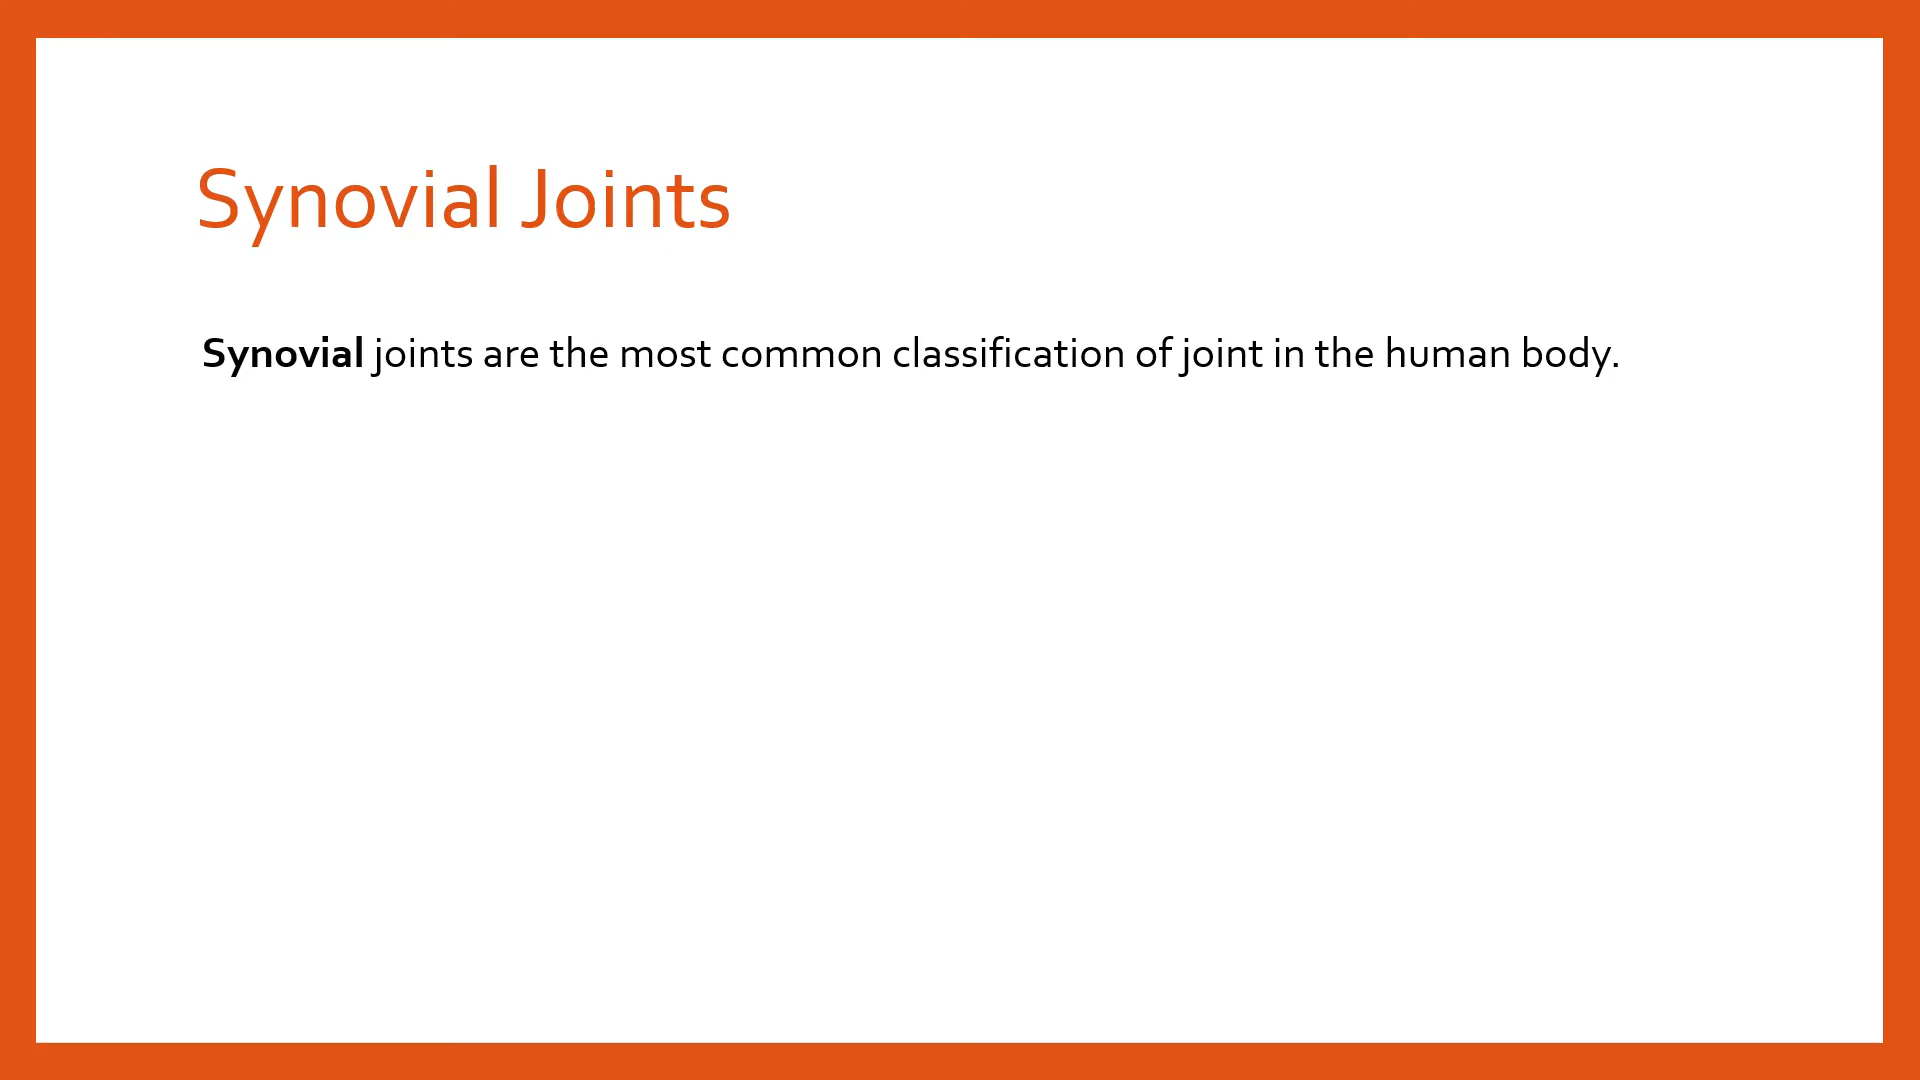 Synovial Joints
Synovial joints are the most common classification of joint in the human body.